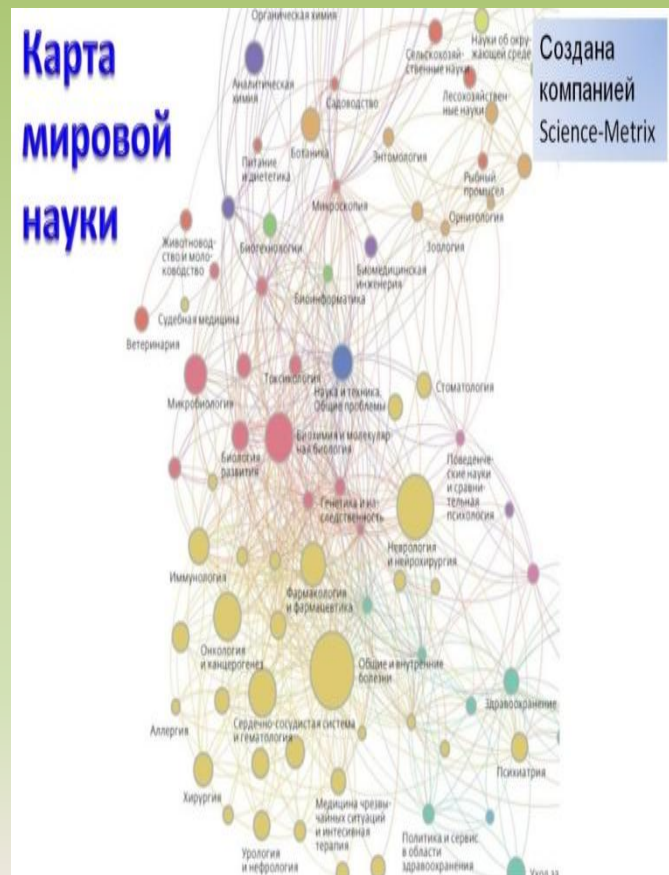 Карта
мировой
науки
Создана
компанией
Science-Metrix
Органическая химия
Науки об окру-
жающей среде
Сельскохозяй-
ственные науки
Аналитическая
химия
Садоводство
Лесохозяйствен-
ные науки
Ботаника
Энтомология
Питание
и диететика
Рыбный
промысел
Микроскопия
Орнитология
Зоология
Животновод-
ство и моло-
ководство
Биотехнологии
Биомедицинская
инженерия
Биоинформатика
Судебная медицина
Ветеринария
Токсикология
Наука и техника.
Общие проблемы
Стоматология
Микробиология
Биохимия и молекуляр
ная биология
Биология
развития
Поведенче-
ские науки
и сравни-
тельная
психология
Генетика и на-
следственность
Неврология
и нейрохирургия
Иммунология
Фармакология
и фармацевтика
Онкология
и канцерогенез
Общие и внутренние
болезни
Здравоохранение
Сердечно-сосудистая система
и гематология
Аллергия
Психиатрия
Хирургия
Медицина чрезвы-
чайных ситуаций
и интесивная
терапия
Политика и сервис
в области
здравоохранения
Урология
и нефрология
Уход за